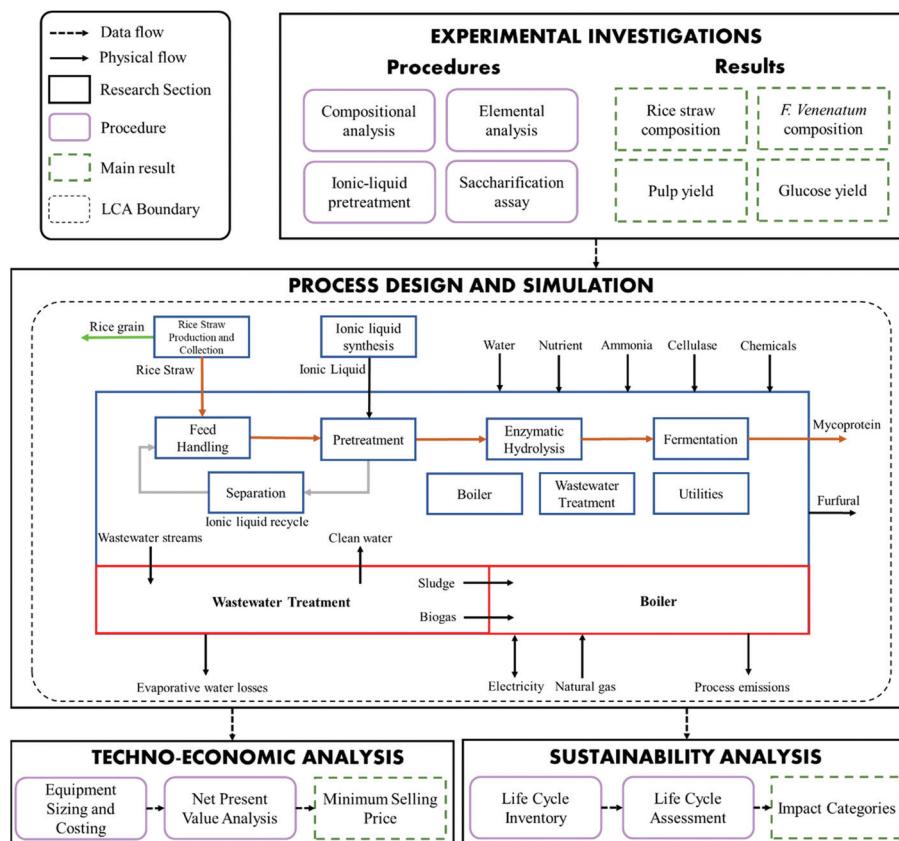 Data flow
Physical flow
Research Section
Procedure
Main result
LCA Boundary
EXPERIMENTAL INVESTIGATIONS
Procedures
Results
Compositional
analysis
Elemental
analysis
Rice straw
composition
F. Venenatum
composition
Ionic-liquid
pretreatment
Saccharification
assay
Pulp yield
Glucose yield
PROCESS DESIGN AND SIMULATION
Rice grain
Rice Straw
Production and
Collection
Ionic liquid
synthesis
Water
Nutrient
Ammonia
Cellulase
Chemicals
Rice Straw
Ionic Liquid
Feed
Handling
Pretreatment
Enzymatic
Hydrolysis
Fermentation
Mycoprotein
Separation
Ionic liquid recycle
Boiler
Wastewater
Treatment
Utilities
Furfural
Wastewater streams
Clean water
Sludge
Wastewater Treatment
Boiler
Biogas
Evaporative water losses
Electricity
Natural gas
Process emissions
TECHNO-ECONOMIC ANALYSIS
Equipment
Sizing and
Costing
Net Present
Value Analysis
Minimum Selling
Price
SUSTAINABILITY ANALYSIS
Life Cycle
Inventory
Life Cycle
Assessment
Impact Categories